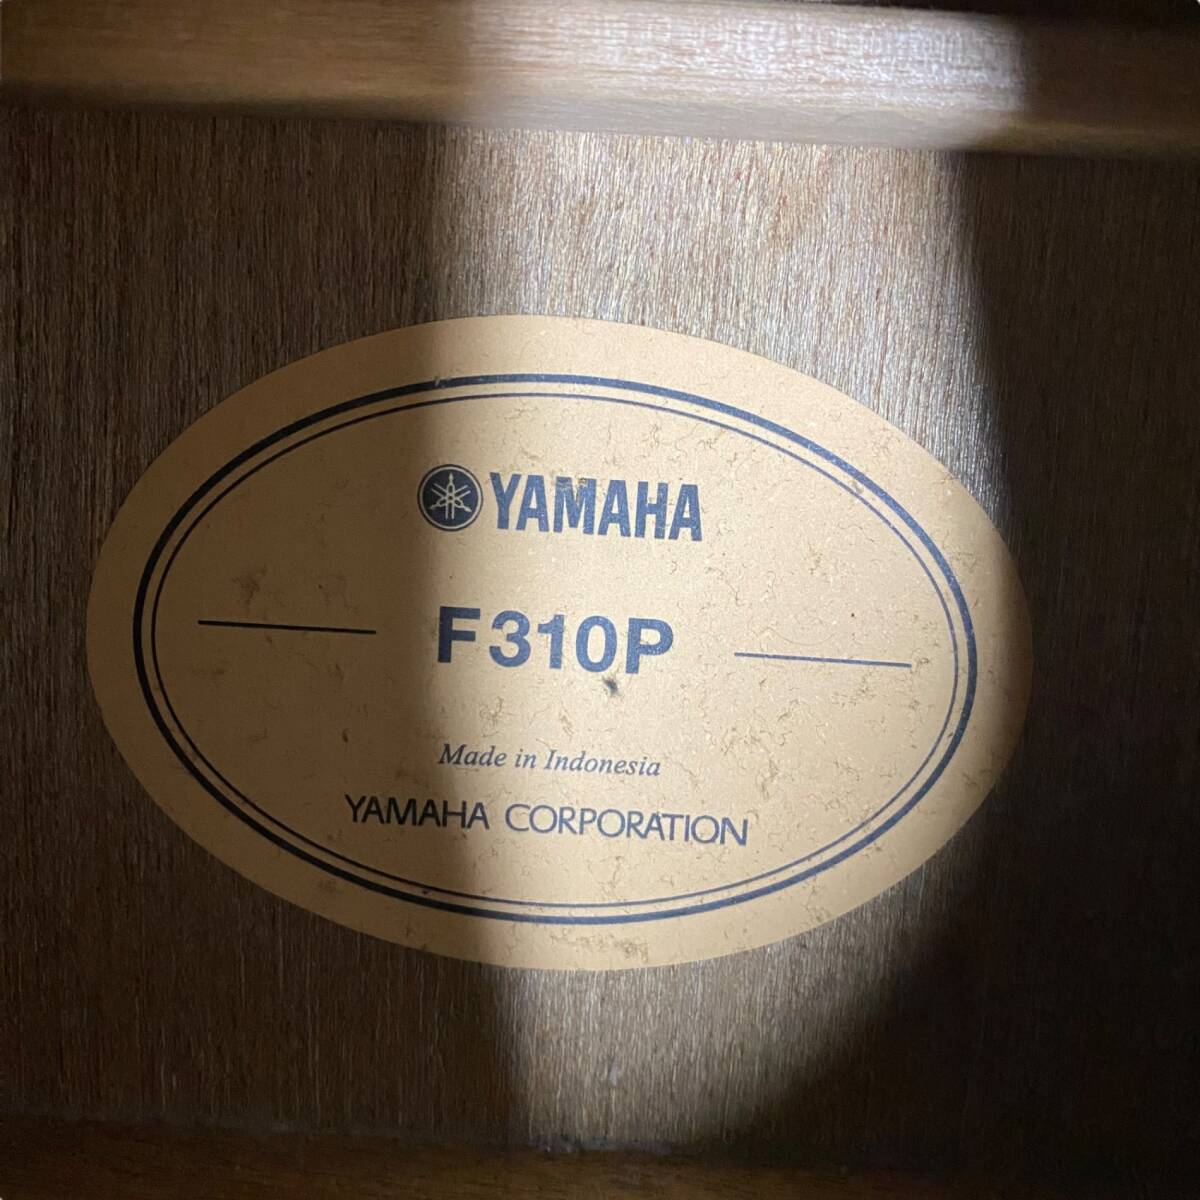 YAMAHA
F310P
Made in Indonesia
YAMAHA CORPORATION